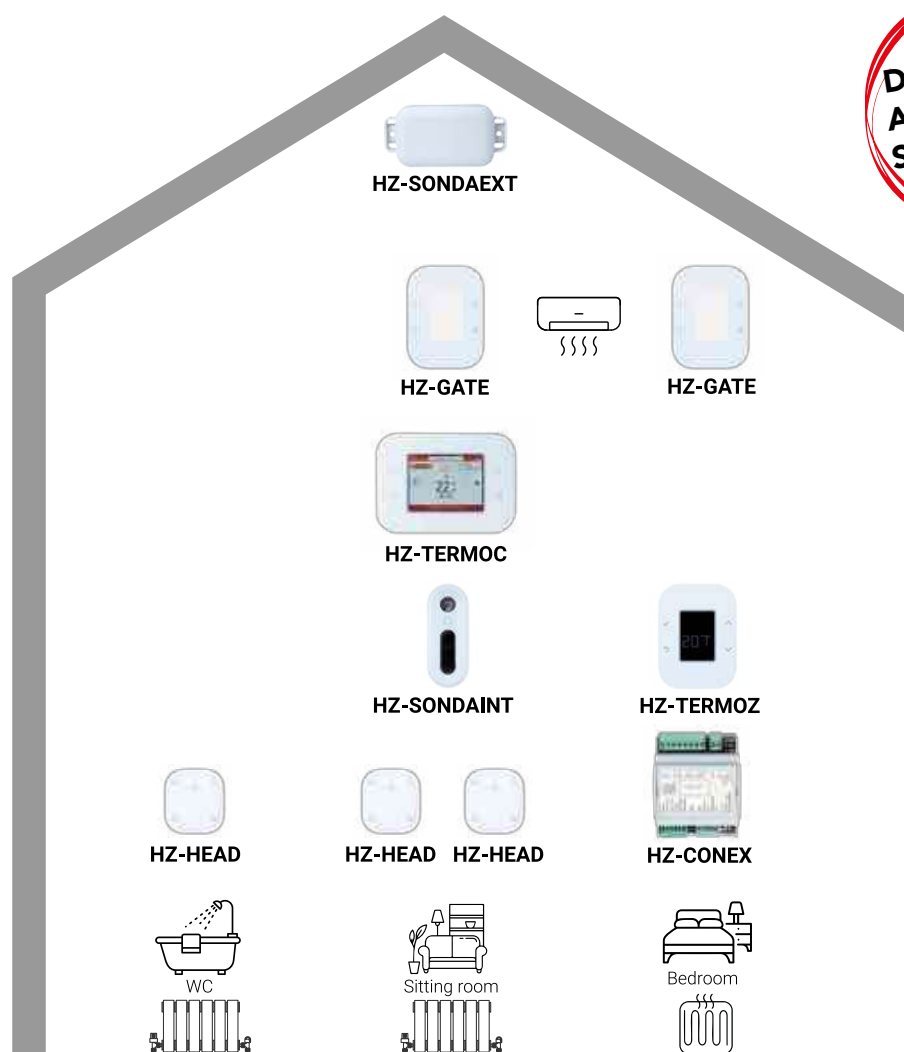 HZ-SONDAEXT
HZ-GATE
HZ-GATE
HZ-TERMOC
HZ-SONDAINT
HZ-TERMOZ
HZ-HEAD
HZ-HEAD
HZ-HEAD
HZ-CONEX
WC
Sitting room
Bedroom